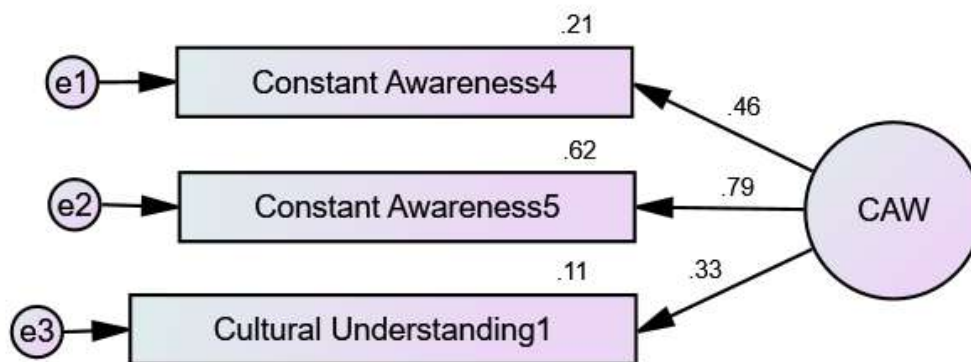 .21
e1
Constant Awareness4
.46
.62
e2
Constant Awareness5
.79
CAW
.11
.33
e3
Cultural Understanding1